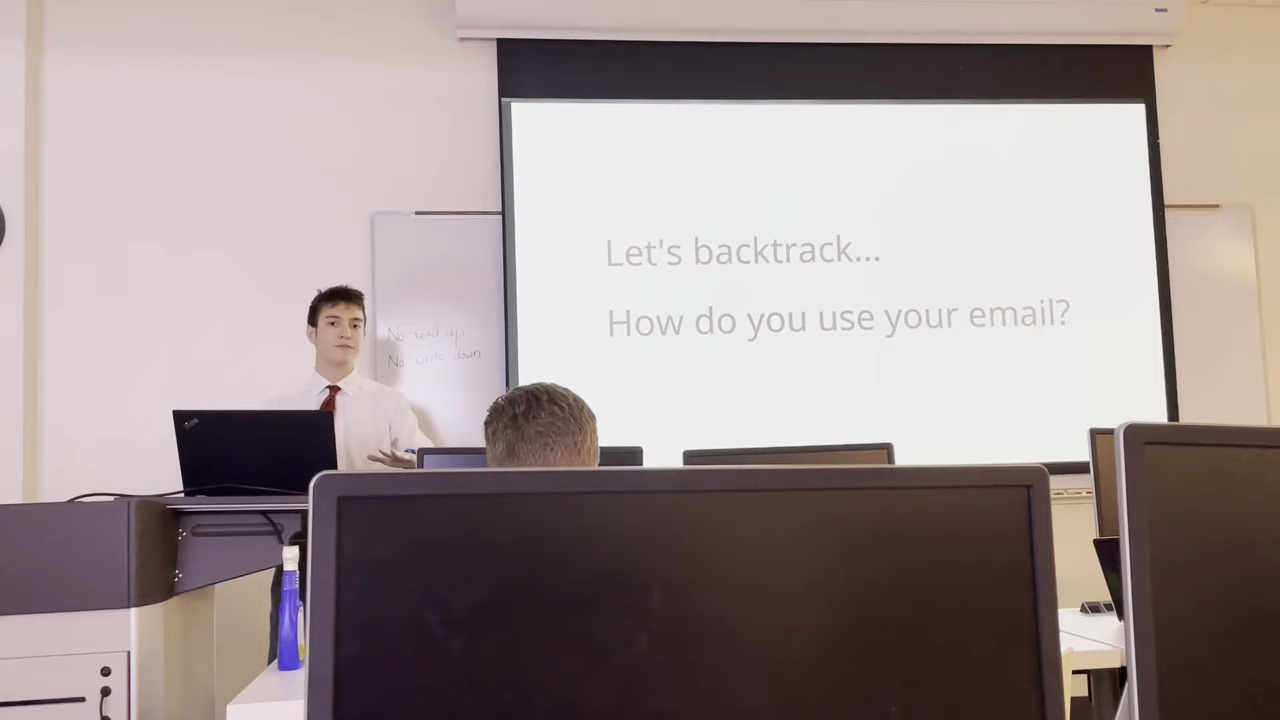 Let's backtrack...
How do you use your email?
No read up
No write down